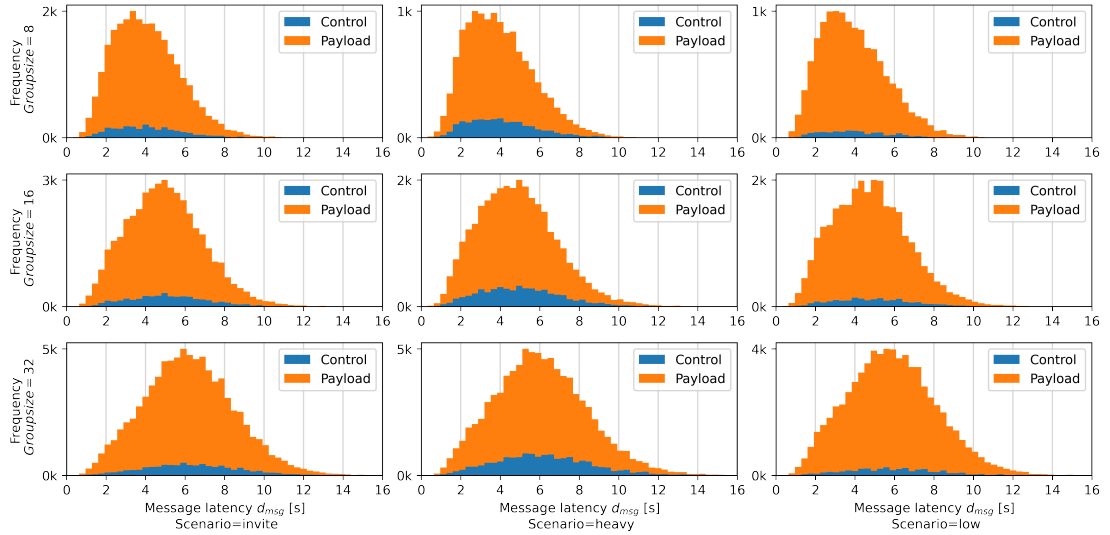 2k
Control
Payload
Frequency
Groupsize = 8
0k
0 2 4 6 8 10 12 14 16
1k
Control
Payload
0k
0 2 4 6 8 10 12 14 16
1k
Control
Payload
0k
0 2 4 6 8 10 12 14 16
3k
Control
Payload
Frequency
Groupsize = 16
0k
0 2 4 6 8 10 12 14 16
2k
Control
Payload
0k
0 2 4 6 8 10 12 14 16
2k
Control
Payload
0k
0 2 4 6 8 10 12 14 16
5k
Control
Payload
Frequency
Groupsize = 32
0k
0 2 4 6 8 10 12 14 16
Message latency dmsg [s]
Scenario=invite
5k
Control
Payload
0k
0 2 4 6 8 10 12 14 16
Message latency dmsg [s]
Scenario=heavy
4k
Control
Payload
0k
0 2 4 6 8 10 12 14 16
Message latency dmsg [s]
Scenario=low